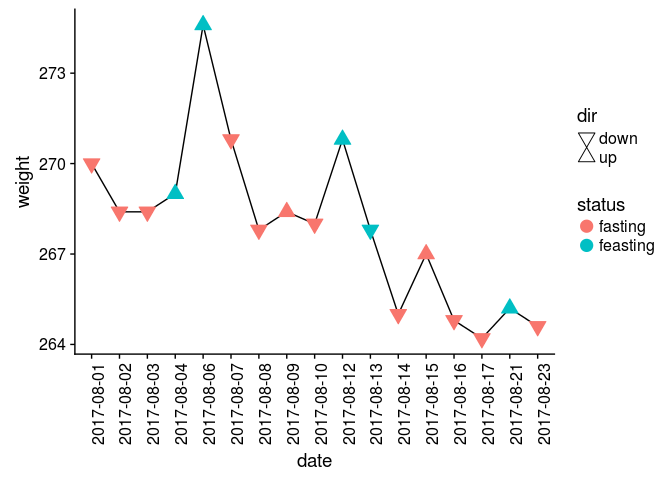 weight
273
270
267
264
2017-08-01
2017-08-02
2017-08-03
2017-08-04
2017-08-06
2017-08-07
2017-08-08
2017-08-09
2017-08-10
2017-08-12
2017-08-13
2017-08-14
2017-08-15
2017-08-16
2017-08-17
2017-08-21
2017-08-23
date
dir
down
up
status
fasting
feasting